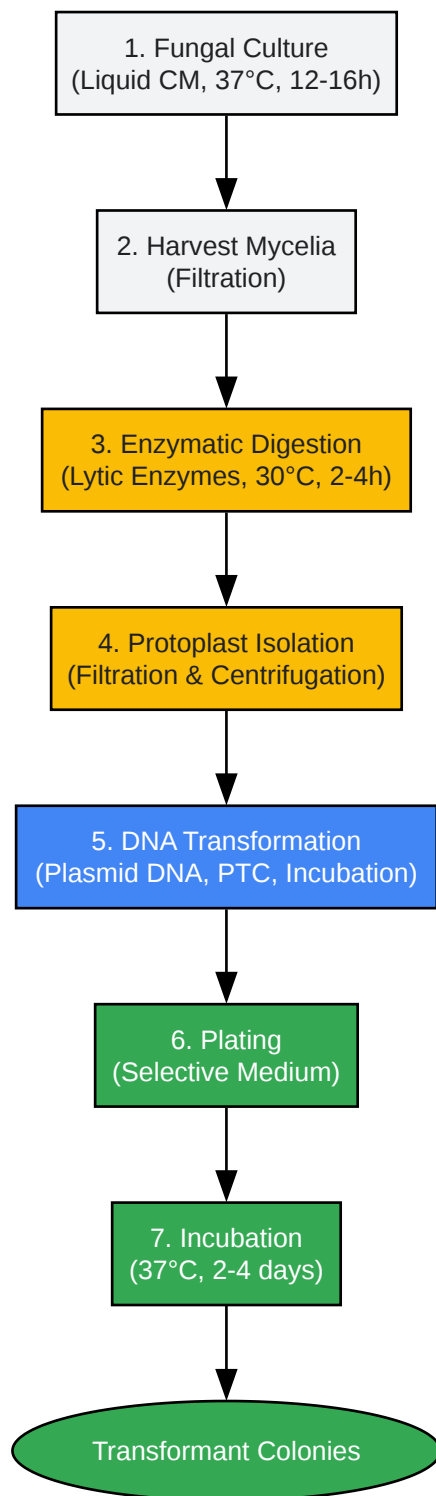 1. Fungal Culture
(Liquid CM, 37°C, 12-16h)
2. Harvest Mycelia
(Filtration)
3. Enzymatic Digestion
(Lytic Enzymes, 30°C, 2-4h)
4. Protoplast Isolation
(Filtration & Centrifugation)
5. DNA Transformation
(Plasmid DNA, PTC, Incubation)
6. Plating
(Selective Medium)
7. Incubation
(37°C, 2-4 days)
Transformant Colonies